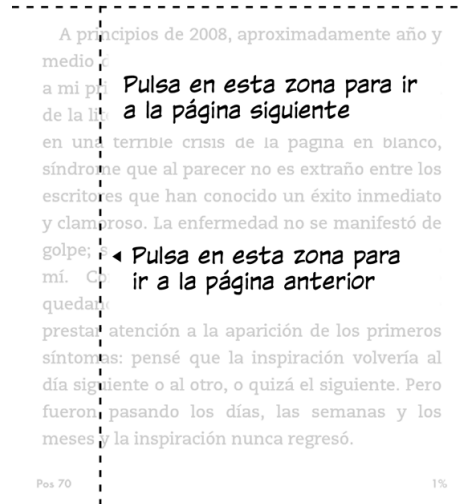 A principios de 2008, aproximadamente año y
medio
a mi
Pulsa en esta zona para ir
a la página siguiente
de la
en una terrible crisis de la página en blanco,
síndrome que al parecer no es extraño entre los
escritores que han conocido un éxito inmediato
y clamoroso. La enfermedad no se manifestó de
golpe;
Pulsa en esta zona para
ir a la página anterior
mí.
prestar atención a la aparición de los primeros
síntomas: pensé que la inspiración volvería al
día siguiente o al otro, o quizá el siguiente. Pero
fueron pasando los días, las semanas y los
meses y la inspiración nunca regresó.
Pos 70 1%